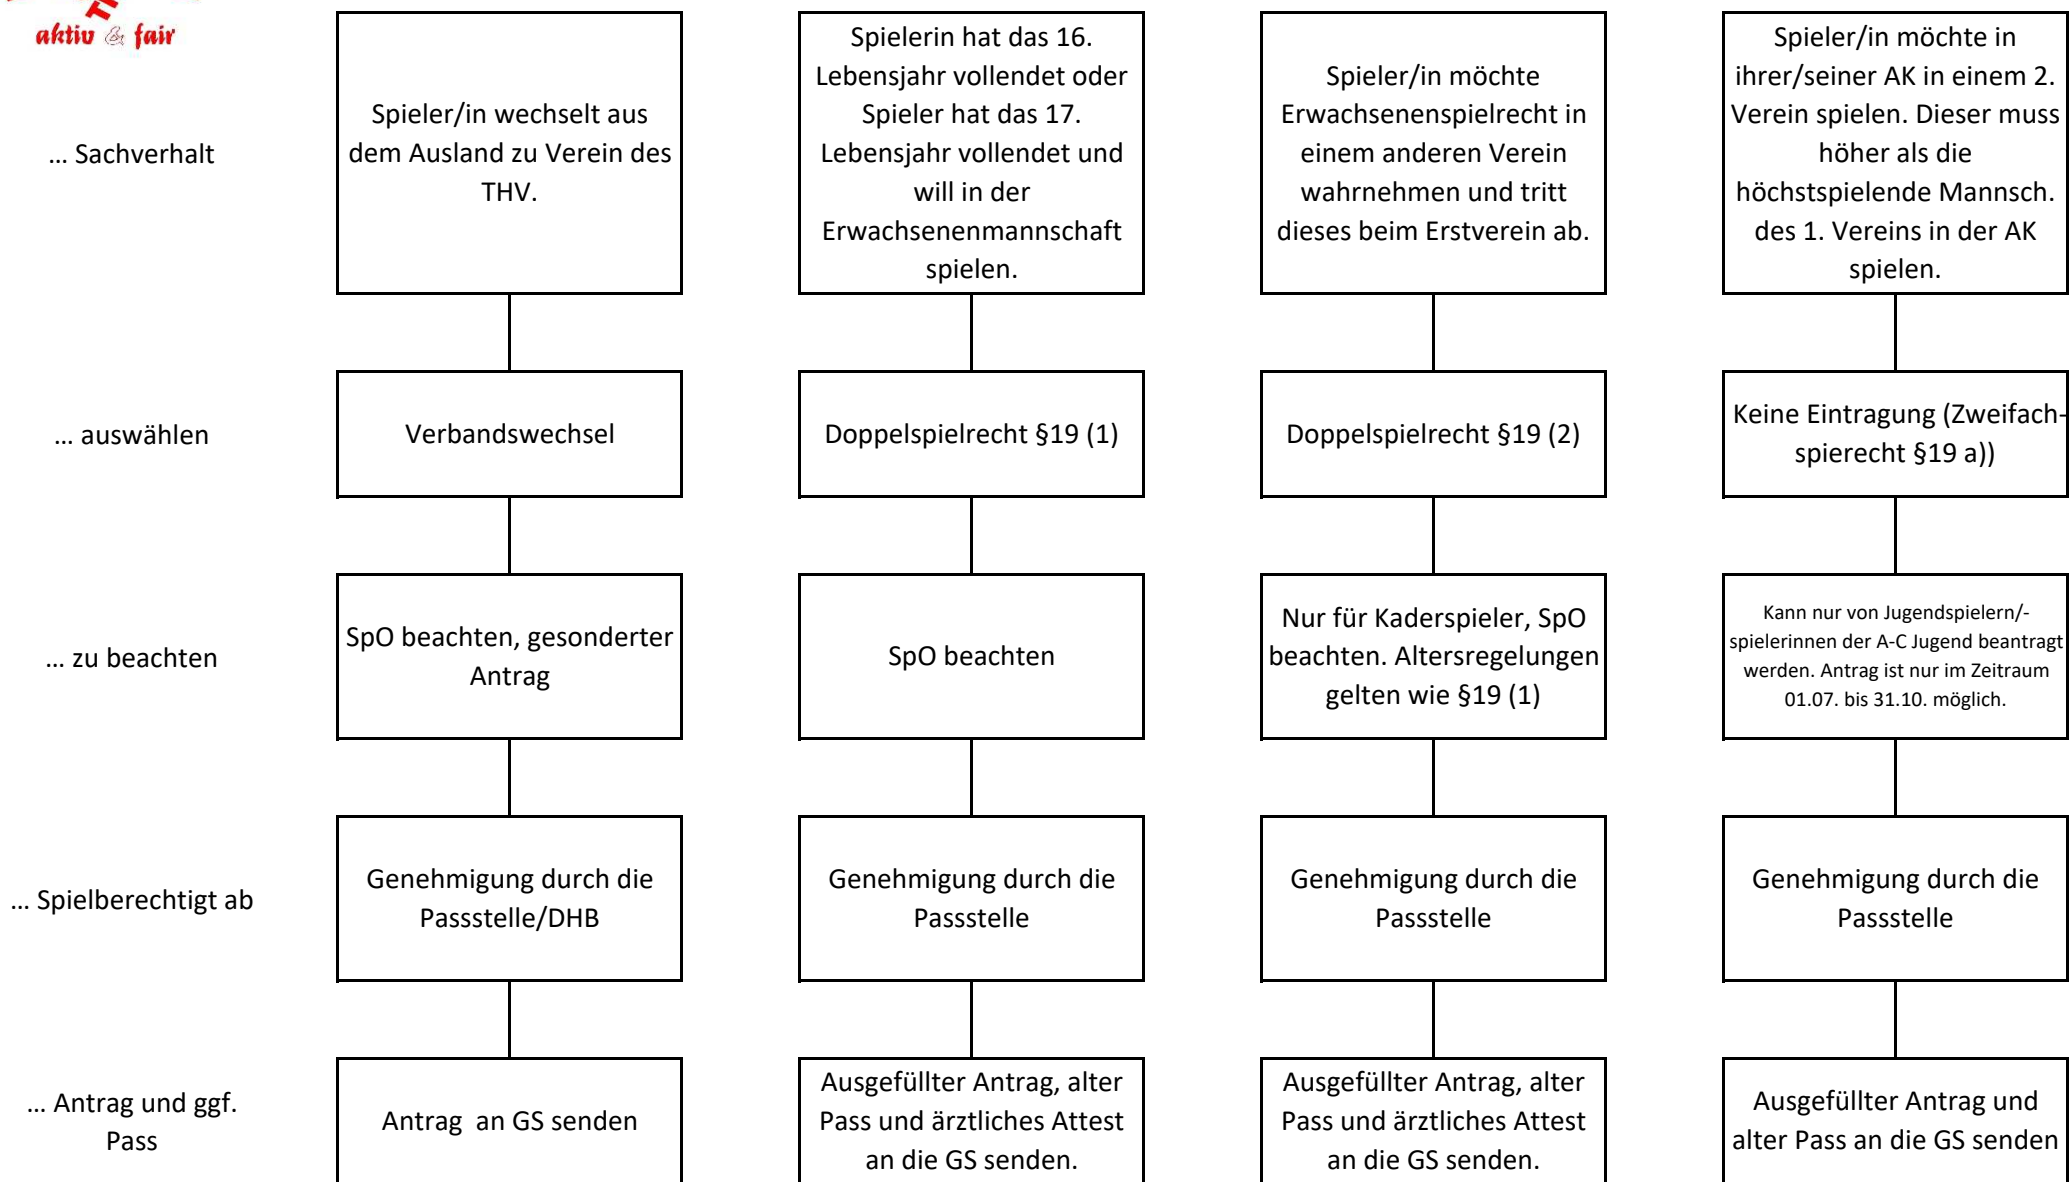 aktiv & fair
... Sachverhalt
Spieler/in wechselt aus
dem Ausland zu Verein des
THV.
Spielerin hat das 16.
Lebensjahr vollendet oder
Spieler hat das 17.
Lebensjahr vollendet und
will in der
Erwachsenenmannschaft
spielen.
Spieler/in möchte
Erwachsenenspielrecht in
einem anderen Verein
wahrnehmen und tritt
dieses beim Erstverein ab.
Spieler/in möchte in
ihrer/seiner AK in einem 2.
Verein spielen. Dieser muss
höher als die
höchstspielende Mannsch.
des 1. Vereins in der AK
spielen.
... auswählen
Verbandswechsel
Doppelspielrecht §19 (1)
Doppelspielrecht §19 (2)
Keine Eintragung (Zweifach-
spierecht §19 a))
... zu beachten
SpO beachten, gesonderter
Antrag
SpO beachten
Nur für Kaderspieler, SpO
beachten. Altersregelungen
gelten wie §19 (1)
Kann nur von Jugendspielern/-
spielerinnen der A-C Jugend beantragt
werden. Antrag ist nur im Zeitraum
01.07. bis 31.10. möglich.
... Spielberechtigt ab
Genehmigung durch die
Passstelle/DHB
Genehmigung durch die
Passstelle
Genehmigung durch die
Passstelle
Genehmigung durch die
Passstelle
... Antrag und ggf.
Pass
Antrag  an GS senden
Ausgefüllter Antrag, alter
Pass und ärztliches Attest
an die GS senden.
Ausgefüllter Antrag, alter
Pass und ärztliches Attest
an die GS senden.
Ausgefüllter Antrag und
alter Pass an die GS senden